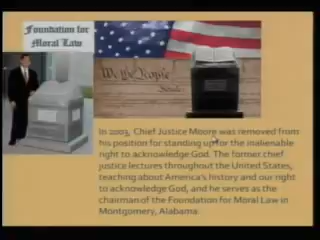 Foundation for
Moral Law
We the People
In 2003, Chief Justice Moore was removed from
his position for standing up for the inalienable
right to acknowledge God. The former chief
justice lectures throughout the United States,
teaching about America's history and our right
to acknowledge God, and he serves as the
chairman of the Foundation for Moral Law in
Montgomery, Alabama.